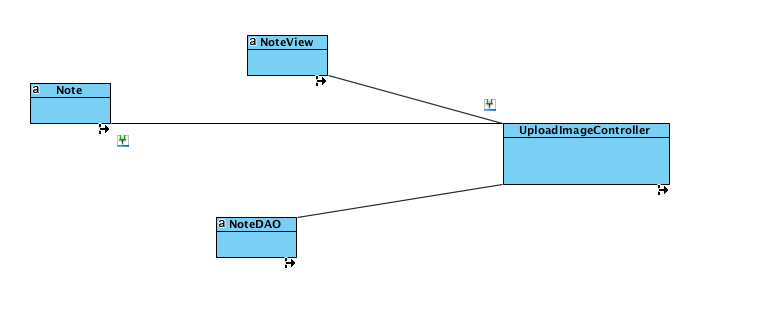 a NoteView
a Note
UploadImageController
a NoteDAO